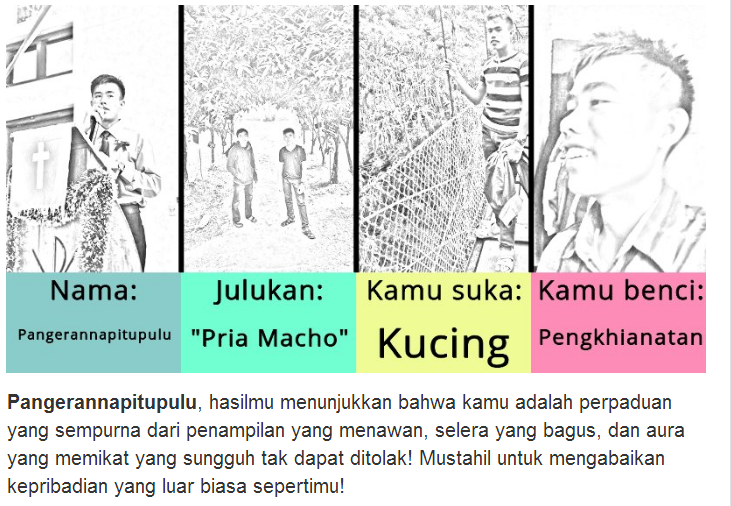 Nama: Julukan: Kamu suka: Kamu benci:
Pangerannapitupulu "Pria Macho" Kucing Pengkhianatan
Pangerannapitupulu, hasilmu menunjukkan bahwa kamu adalah perpaduan
yang sempurna dari penampilan yang menawan, selera yang bagus, dan aura
yang memikat yang sungguh tak dapat ditolak! Mustahil untuk mengabaikan
kepribadian yang luar biasa sepertimu!